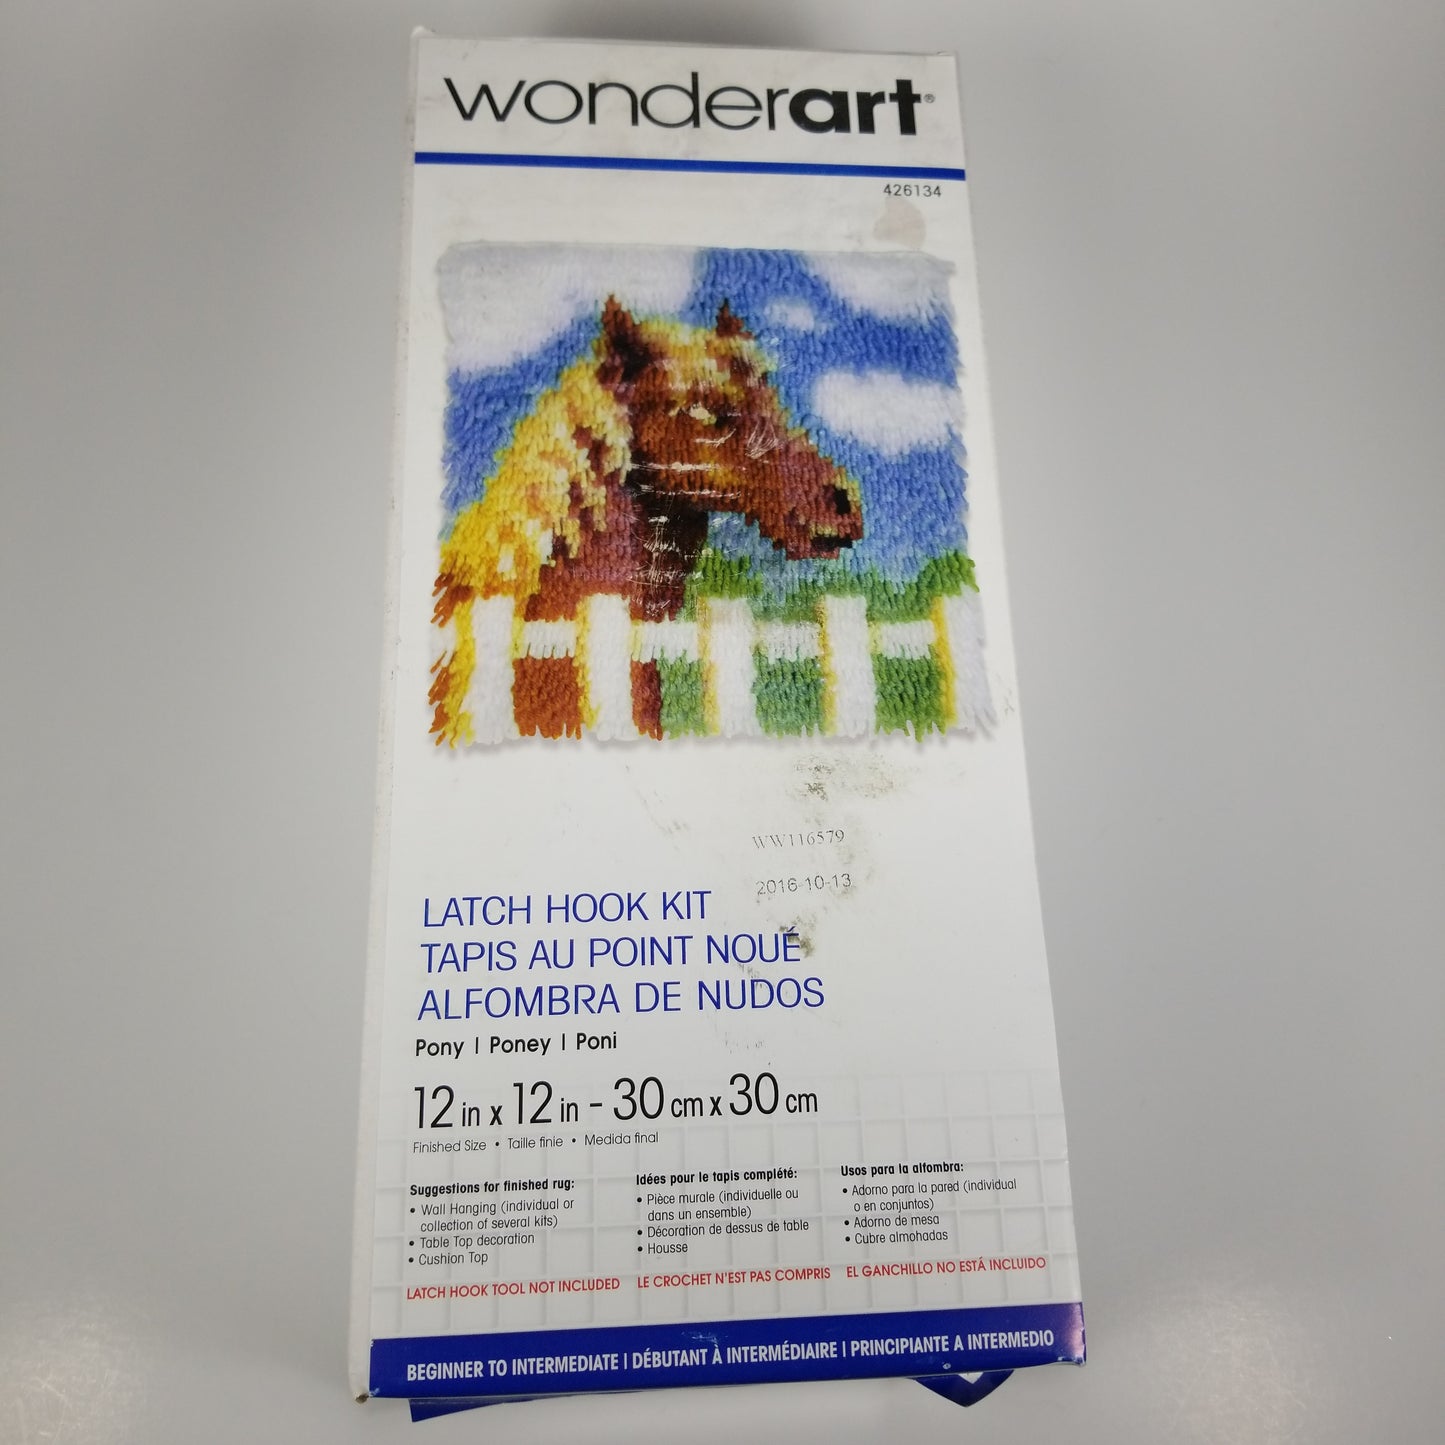 wonderart®
426134
WW116579
2016-10-13
LATCH HOOK KIT
TAPIS AU POINT NOUÉ
ALFOMBRA DE NUDOS
Pony | Poney | Poni
12 in x 12 in - 30 cm x 30 cm
Finished Size • Taille finie • Medida final
Suggestions for finished rug:
• Wall Hanging (individual or
collection of several kits)
• Table Top decoration
• Cushion Top
Idées pour le tapis complété:
• Pièce murale (individuelle ou
dans un ensemble)
• Décoration de dessus de table
• Housse
Usos para la alfombra:
• Adorno para la pared (individual
o en conjuntos)
• Adorno de mesa
• Cubre almohadas
LATCH HOOK TOOL NOT INCLUDED LE CROCHET N'EST PAS COMPRIS EL GANCHILLO NO ESTÁ INCLUIDO
BEGINNER TO INTERMEDIATE | DÉBUTANT À INTERMÉDIAIRE | PRINCIPIANTE A INTERMEDIO